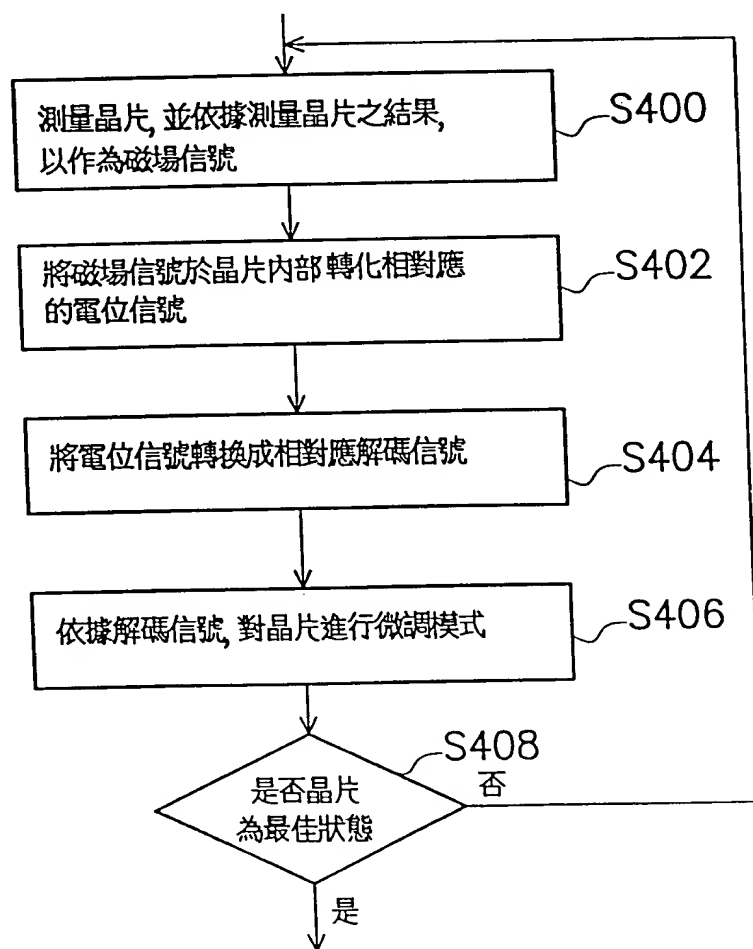 測量晶片, 並依據測量晶片之結果,
以作為磁場信號
S400
將磁場信號於晶片內部轉化相對應
的電位信號
S402
將電位信號轉換成相對應解碼信號
S404
依據解碼信號, 對晶片進行微調模式
S406
S408
是否晶片
為最佳狀態
否
是